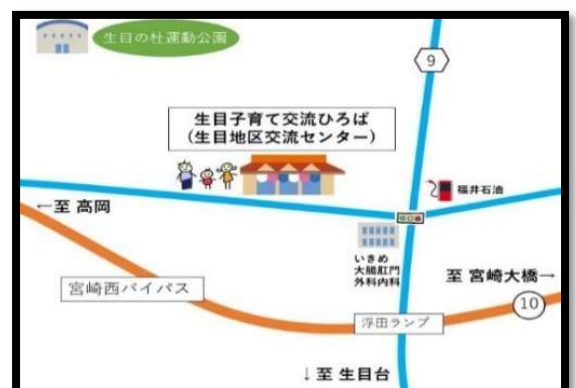 生目の杜運動公園
9
生目子育て交流ひろば
(生目地区交流センター)
福井石油
←至 高岡
いきめ
大腸肛門
外科内科
至 宮崎大橋→
宮崎西バイパス
10
浮田ランプ
↓至 生目台